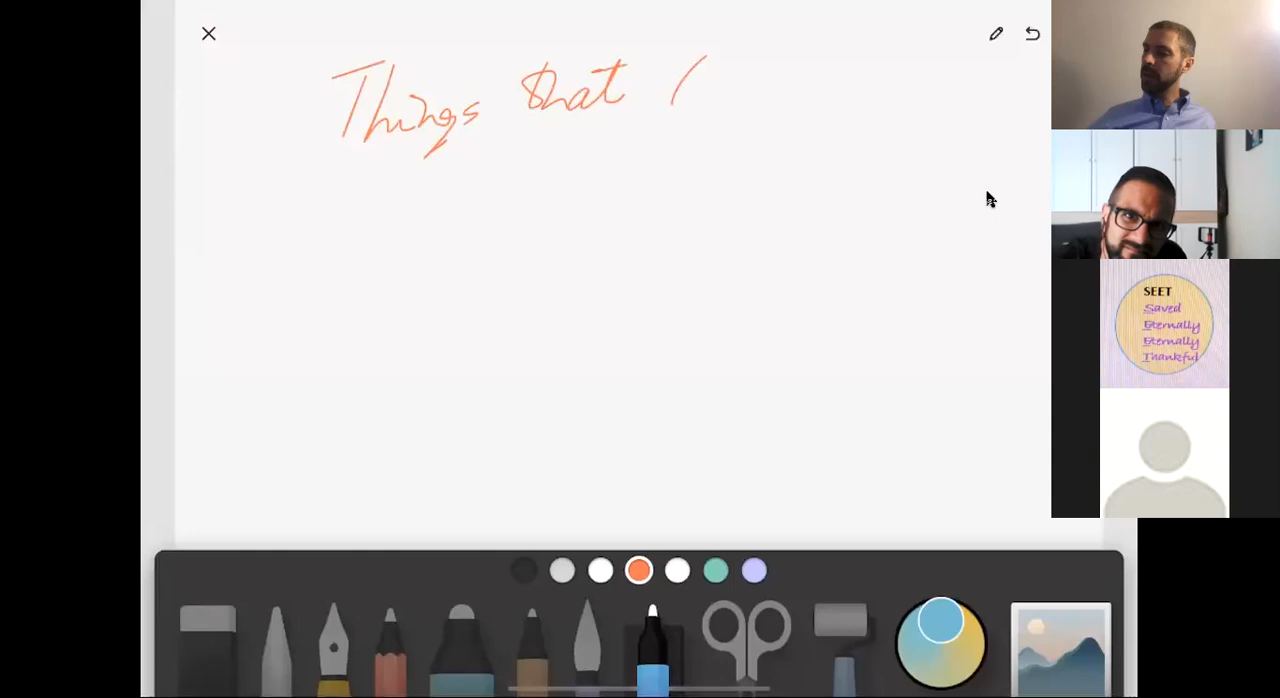 Things that
SEET
Saved
Eternally
Eternally
Thankful